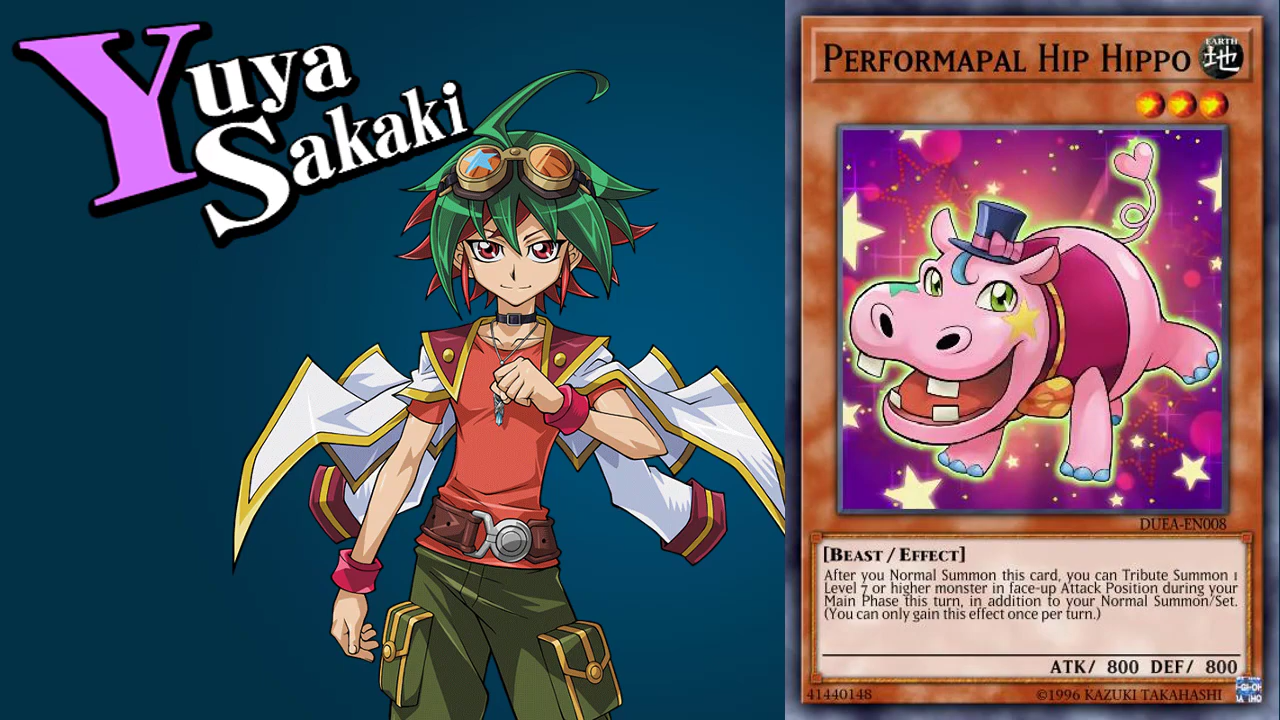 Yuya
Sakaki
PERFORMAPAL HIP HIPPO
EARTH
地
DUEA-EN008
[BEAST / EFFECT]
After you Normal Summon this card, you can Tribute Summon 1
Level 7 or higher monster in face-up Attack Position during your
Main Phase this turn, in addition to your Normal Summon/Set.
(You can only gain this effect once per turn.)
ATK/ 800 DEF/ 800
41440148
©1996 KAZUKI TAKAHASHI